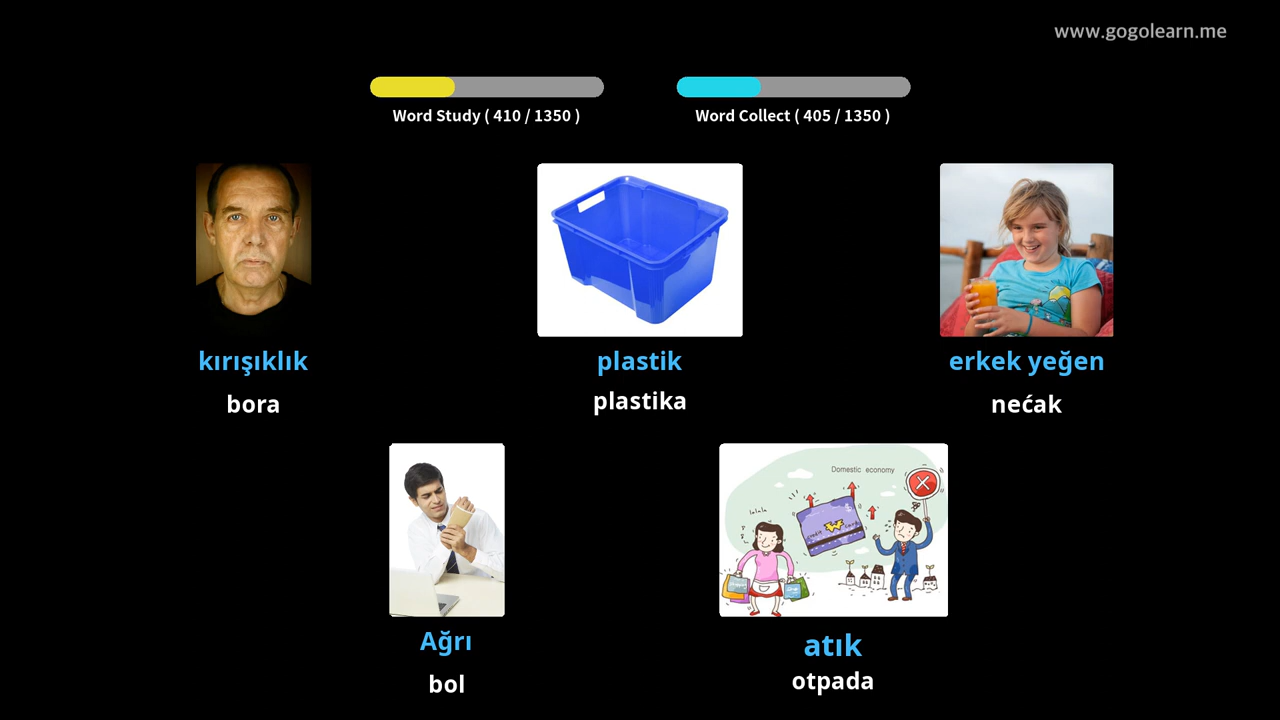 www.gogolearn.me
Word Study ( 410 / 1350 )
Word Collect ( 405 / 1350 )
kırışıklık
plastik
erkek yeğen
bora
plastika
nećak
Domestic economy
lalala
Ağrı
atık
bol
otpada